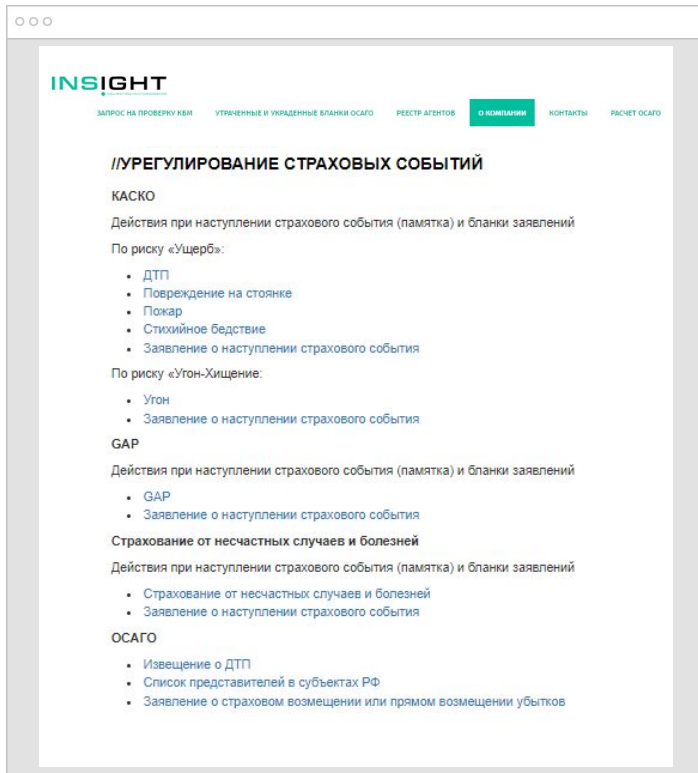 INSIGHT
ЗАПРОС НА ПРОВЕРКУ КБМ УТРАЧЕННЫЕ И УКРАДЕННЫЕ БЛАНКИ ОСАГО РЕЕСТР АГЕНТОВ О КОМПАНИИ КОНТАКТЫ РАСЧЕТ ОСАГО
//УРЕГУЛИРОВАНИЕ СТРАХОВЫХ СОБЫТИЙ
КАСКО
Действия при наступлении страхового события (памятка) и бланки заявлений
По риску «Ущерб»:
• ДТП
• Повреждение на стоянке
• Пожар
• Стихийное бедствие
• Заявление о наступлении страхового события
По риску «Угон-Хищение:
• Угон
• Заявление о наступлении страхового события
GAP
Действия при наступлении страхового события (памятка) и бланки заявлений
• GAP
• Заявление о наступлении страхового события
Страхование от несчастных случаев и болезней
Действия при наступлении страхового события (памятка) и бланки заявлений
• Страхование от несчастных случаев и болезней
• Заявление о наступлении страхового события
ОСАГО
• Извещение о ДТП
• Список представителей в субъектах РФ
• Заявление о страховом возмещении или прямом возмещении убытков